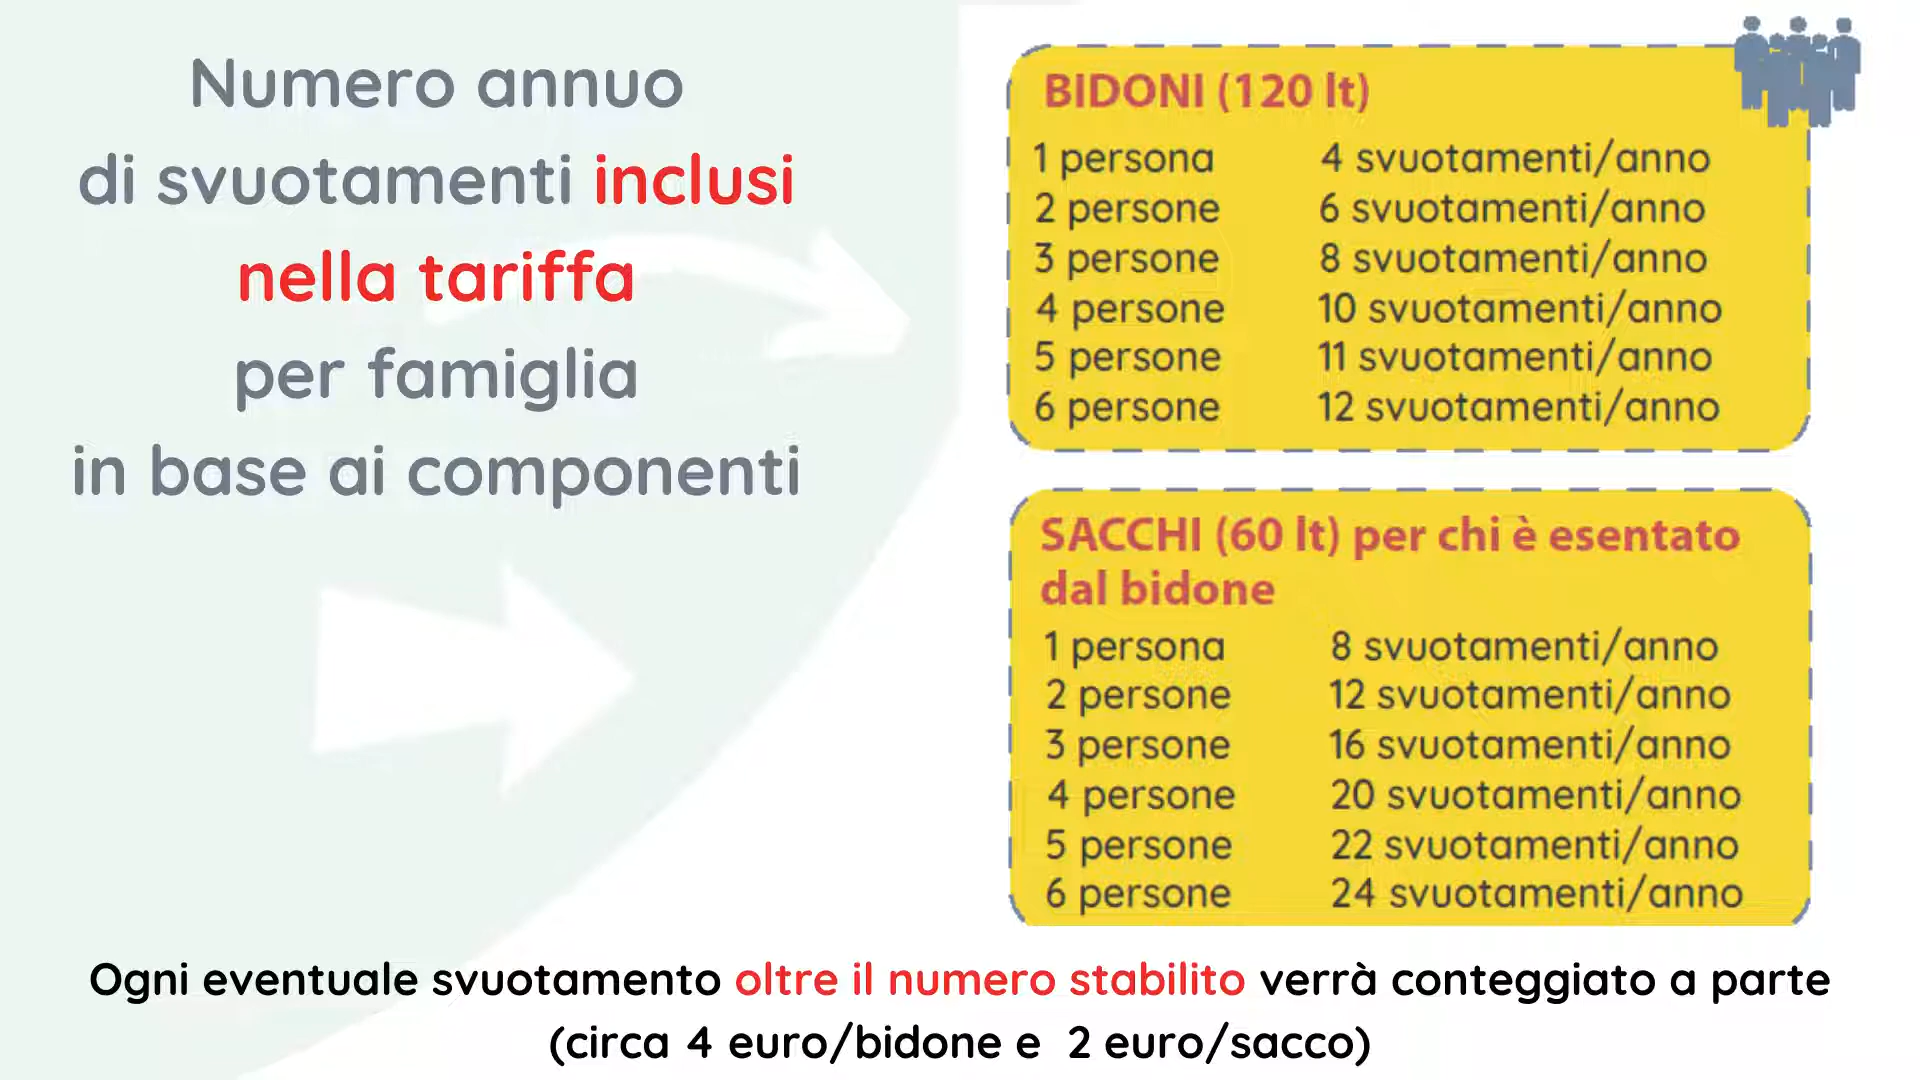 Numero annuo
di svuotamenti inclusi
nella tariffa
per famiglia
in base ai componenti
BIDONI (120 lt)
1 persona 4 svuotamenti/anno
2 persone 6 svuotamenti/anno
3 persone 8 svuotamenti/anno
4 persone 10 svuotamenti/anno
5 persone 11 svuotamenti/anno
6 persone 12 svuotamenti/anno
SACCHI (60 lt) per chi è esentato
dal bidone
1 persona 8 svuotamenti/anno
2 persone 12 svuotamenti/anno
3 persone 16 svuotamenti/anno
4 persone 20 svuotamenti/anno
5 persone 22 svuotamenti/anno
6 persone 24 svuotamenti/anno
Ogni eventuale svuotamento oltre il numero stabilito verrà conteggiato a parte
(circa 4 euro/bidone e 2 euro/sacco)